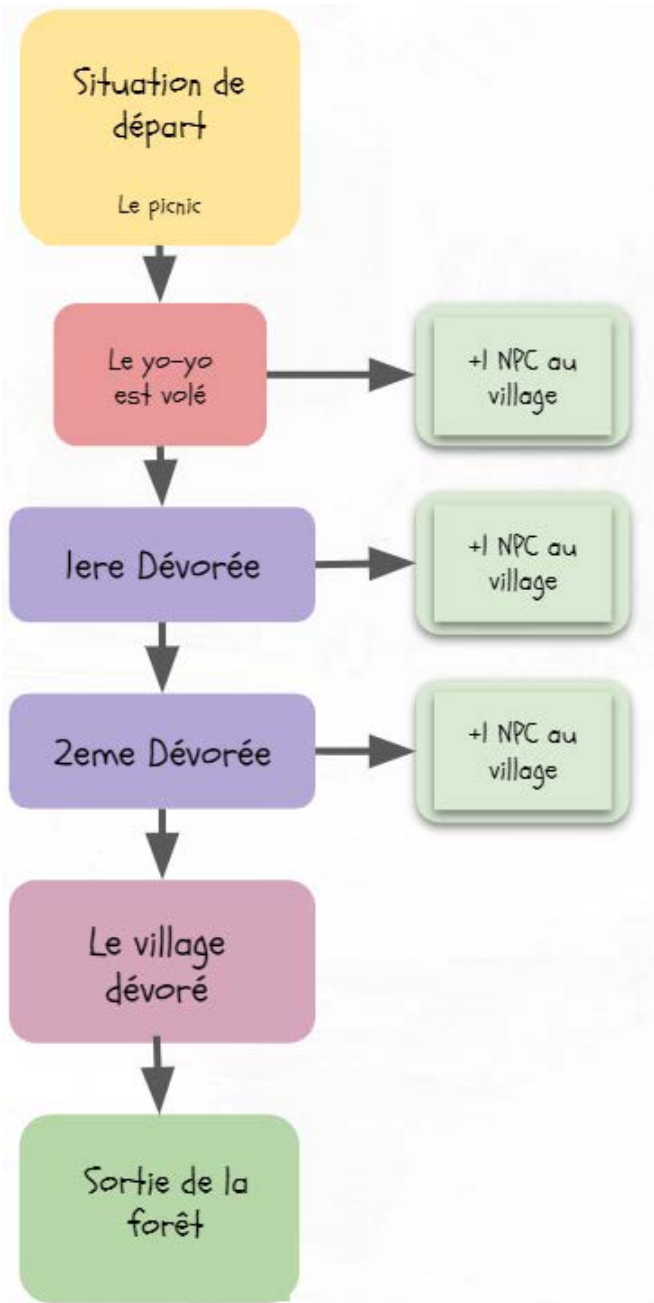 Situation de
départ
Le picnic
Le yo-yo
est volé
+1 NPC au
village
1ere Dévorée
+1 NPC au
village
2eme Dévorée
+1 NPC au
village
Le village
dévoré
Sortie de la
forêt